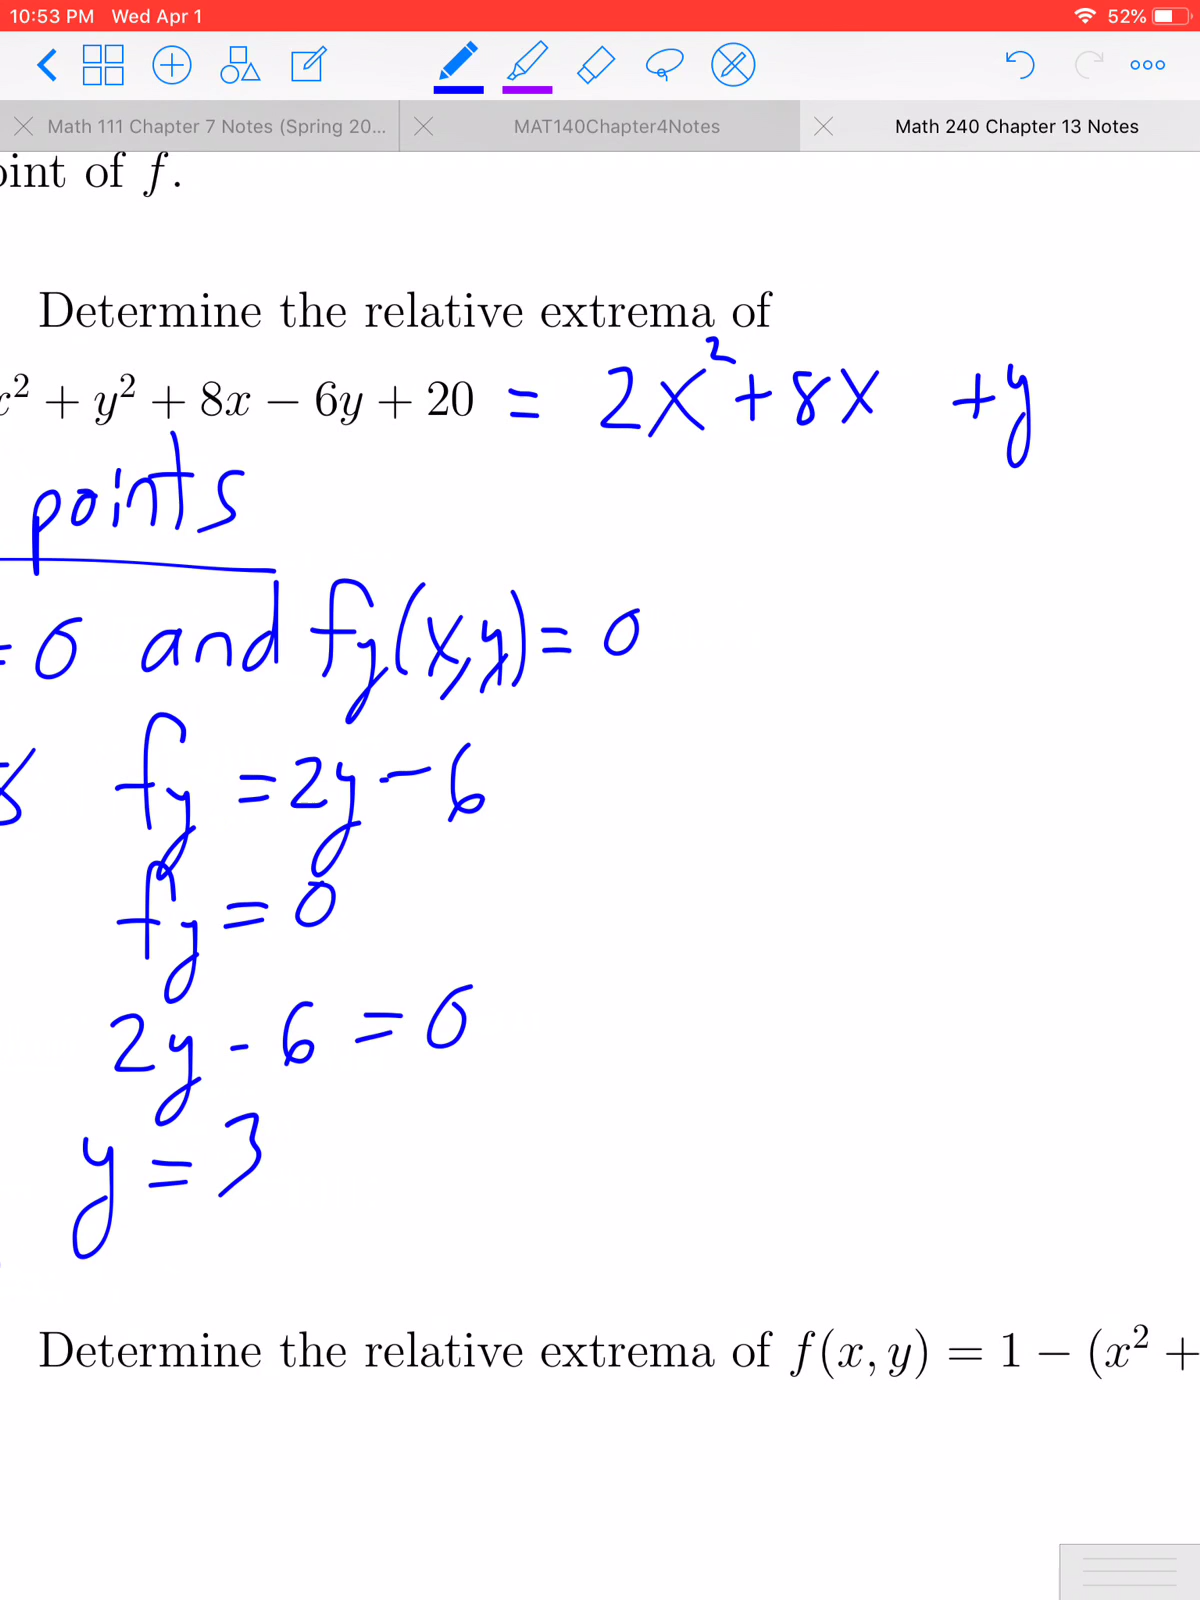 10:53 PM Wed Apr 1 52%
Math 111 Chapter 7 Notes (Spring 20... MAT140Chapter4Notes Math 240 Chapter 13 Notes
oint of f.
Determine the relative extrema of
x² + y² + 8x − 6y + 20 = 2x² + 8x + y
points
= 0 and fy(x,y) = 0
8 fy = 2y − 6
fy = 0
2y − 6 = 0
y = 3
Determine the relative extrema of f(x, y) = 1 − (x² +